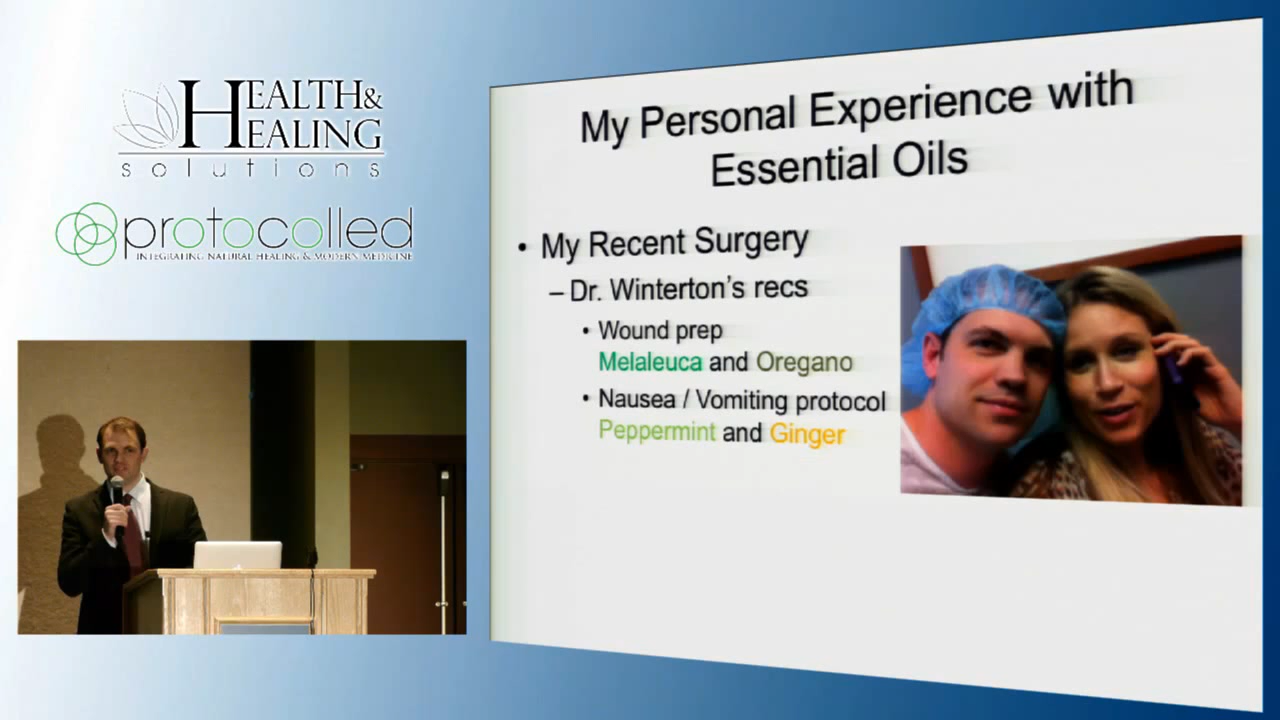 HEALTH&
HEALING
solutions
protocolled
INTEGRATING NATURAL HEALING & MODERN MEDICINE
My Personal Experience with
Essential Oils
• My Recent Surgery
– Dr. Winterton's recs
• Wound prep
Melaleuca and Oregano
• Nausea / Vomiting protocol
Peppermint and Ginger